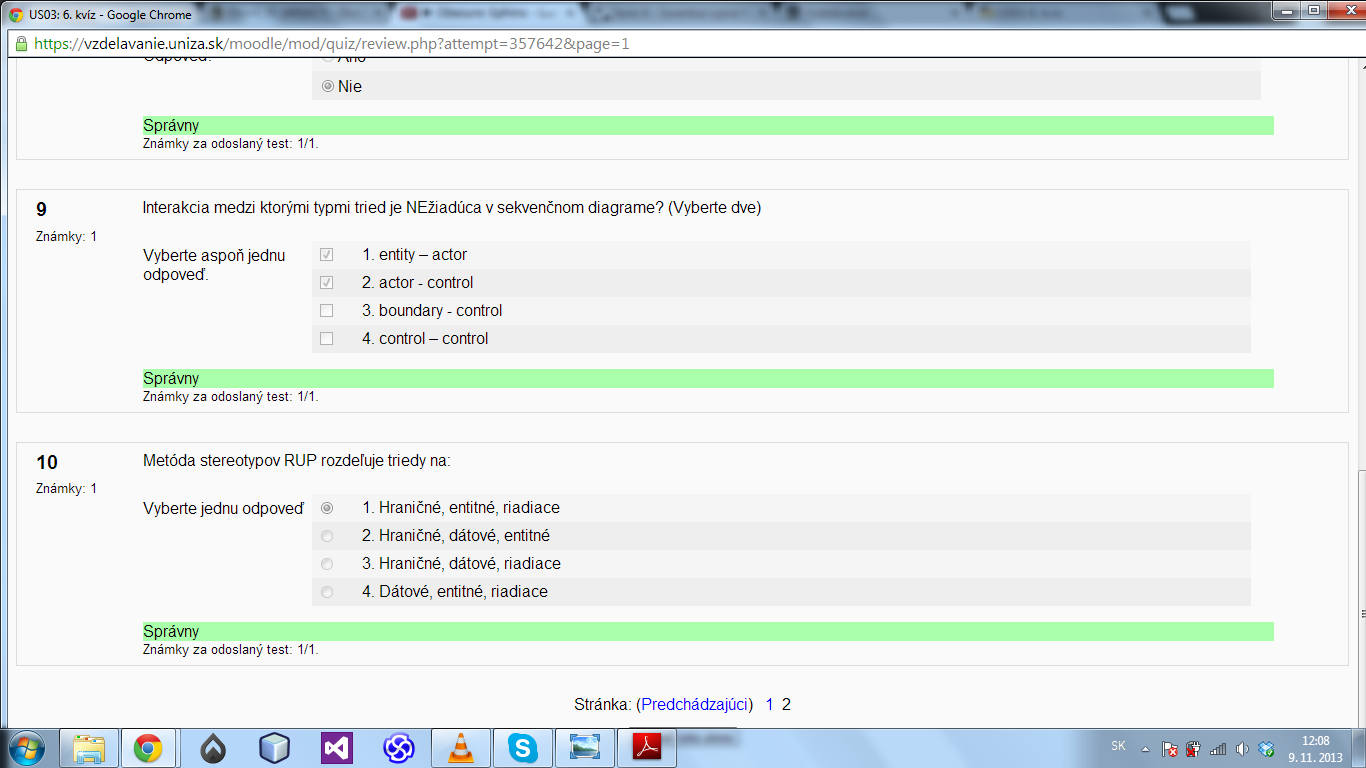 US03: 6. kvíz - Google Chrome
https://vzdelavanie.uniza.sk/moodle/mod/quiz/review.php?attempt=357642&page=1
Odpoveď: Áno
Nie
Správny
Známky za odoslaný test: 1/1.
9
Interakcia medzi ktorými typmi tried je NEžiadúca v sekvenčnom diagrame? (Vyberte dve)
Známky: 1
Vyberte aspoň jednu odpoveď.
1. entity – actor
2. actor - control
3. boundary - control
4. control – control
Správny
Známky za odoslaný test: 1/1.
10
Metóda stereotypov RUP rozdeľuje triedy na:
Známky: 1
Vyberte jednu odpoveď
1. Hraničné, entitné, riadiace
2. Hraničné, dátové, entitné
3. Hraničné, dátové, riadiace
4. Dátové, entitné, riadiace
Správny
Známky za odoslaný test: 1/1.
Stránka: (Predchádzajúci) 1 2
SK
12:08
9. 11. 2013